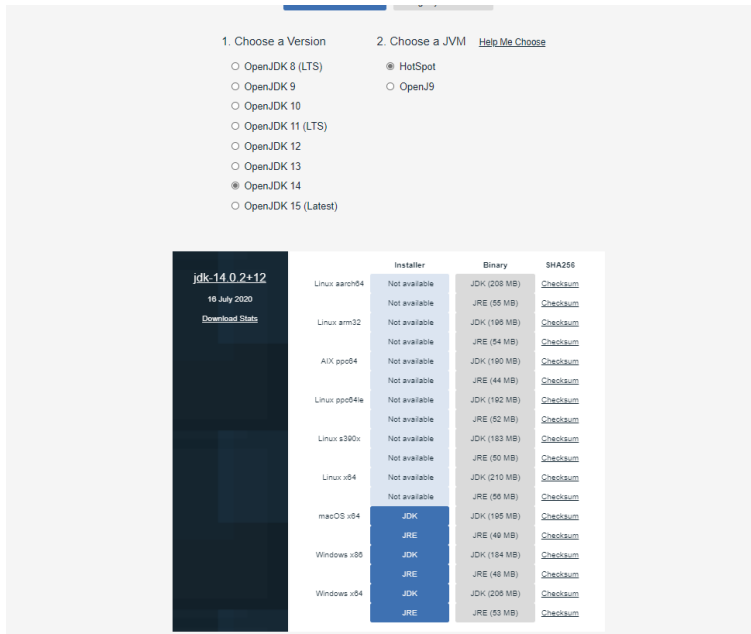 1. Choose a Version
OpenJDK 8 (LTS)
OpenJDK 9
OpenJDK 10
OpenJDK 11 (LTS)
OpenJDK 12
OpenJDK 13
OpenJDK 14
OpenJDK 15 (Latest)
2. Choose a JVM Help Me Choose
HotSpot
OpenJ9
jdk-14.0.2+12
16 July 2020
Download Stats
Installer Binary SHA256
Linux aarch64 Not available JDK (208 MB) Checksum
Not available JRE (55 MB) Checksum
Linux arm32 Not available JDK (196 MB) Checksum
Not available JRE (54 MB) Checksum
AIX ppc64 Not available JDK (190 MB) Checksum
Not available JRE (44 MB) Checksum
Linux ppc64le Not available JDK (192 MB) Checksum
Not available JRE (52 MB) Checksum
Linux s390x Not available JDK (183 MB) Checksum
Not available JRE (50 MB) Checksum
Linux x64 Not available JDK (210 MB) Checksum
Not available JRE (56 MB) Checksum
macOS x64 JDK JDK (195 MB) Checksum
JRE JRE (49 MB) Checksum
Windows x86 JDK JDK (184 MB) Checksum
JRE JRE (48 MB) Checksum
Windows x64 JDK JDK (206 MB) Checksum
JRE JRE (53 MB) Checksum